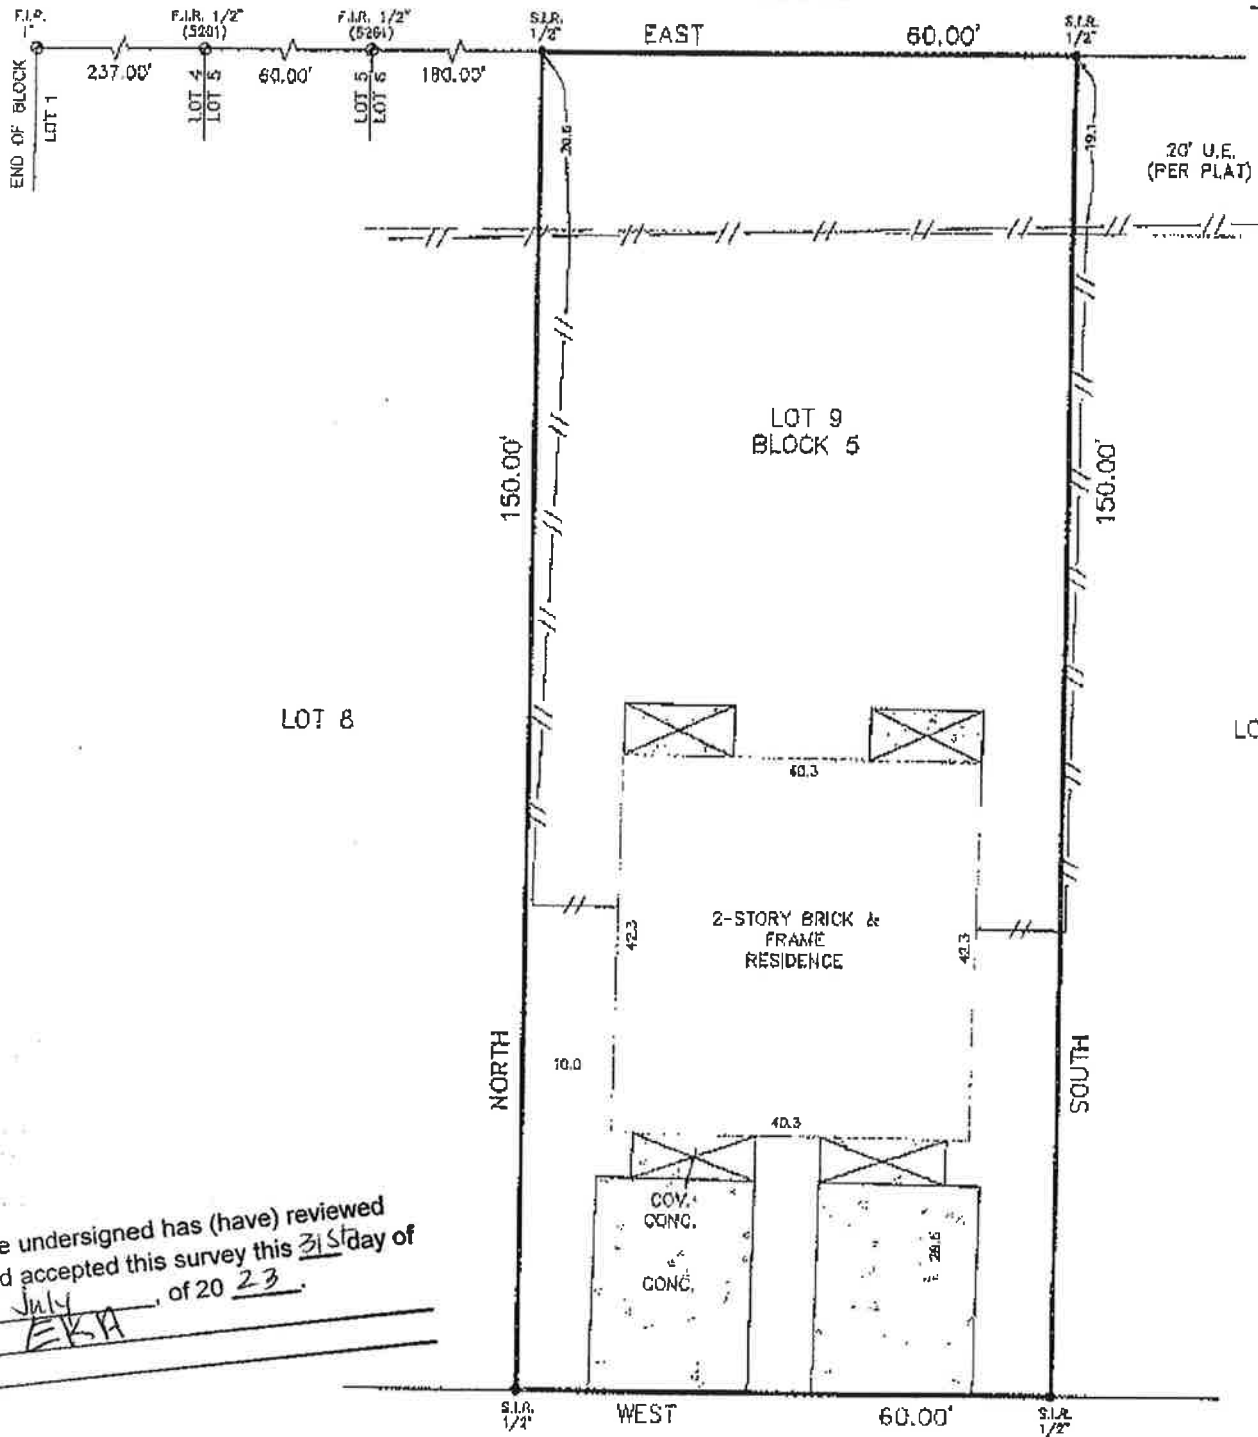 F.I.R.
1"
F.I.R. 1/2"
(5201)
F.I.R. 1/2"
(5201)
S.I.R.
1/2"
EAST
60.00'
S.I.R.
1/2"
237.00'
60.00'
180.00'
END OF BLOCK
LOT 1
LOT 4
LOT 5
LOT 5
LOT 6
20.6
19.1
20' U.E.
(PER PLAT)
LOT 9
BLOCK 5
150.00'
150.00'
LOT 8
LO
40.3
2-STORY BRICK &
FRAME
RESIDENCE
42.3
42.3
NORTH
10.0
SOUTH
40.3
COV.
CONC.
CONC.
e undersigned has (have) reviewed
d accepted this survey this 31st day of
July, of 20 23.
EKA
S.I.R.
1/2"
WEST
60.00'
S.I.R.
1/2"